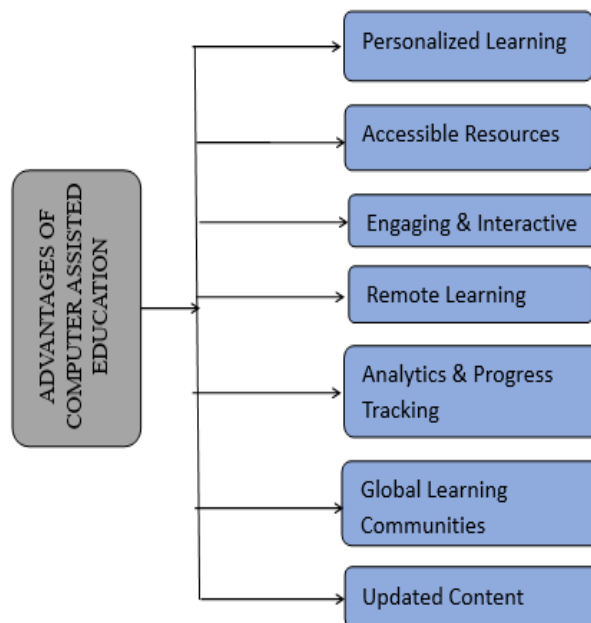 ADVANTAGES OF
COMPUTER ASSISTED
EDUCATION
Personalized Learning
Accessible Resources
Engaging & Interactive
Remote Learning
Analytics & Progress
Tracking
Global Learning
Communities
Updated Content